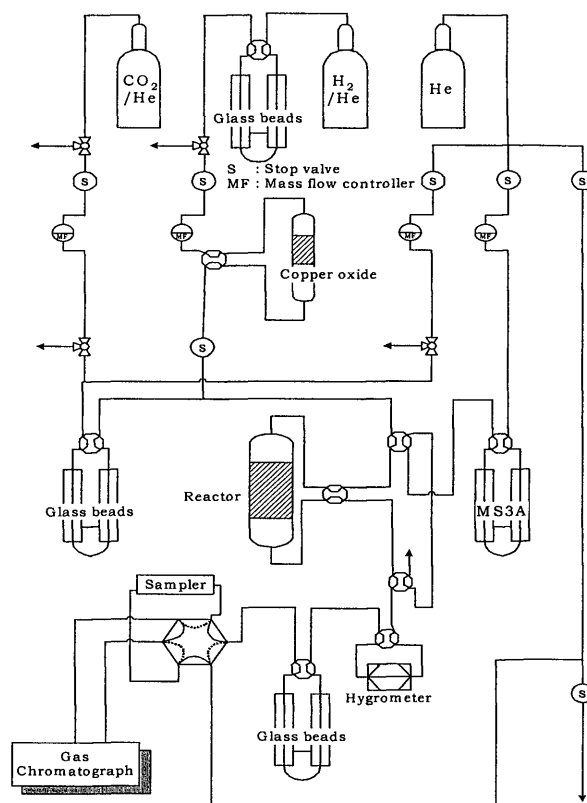 CO2
/He
H2
/He
He
Glass beads
S : Stop valve
MF : Mass flow controller
S
S
S
S
S
MF
MF
MF
MF
Copper oxide
S
Glass beads
Reactor
MS3A
Sampler
Hygrometer
S
Glass beads
Gas
Chromatograph